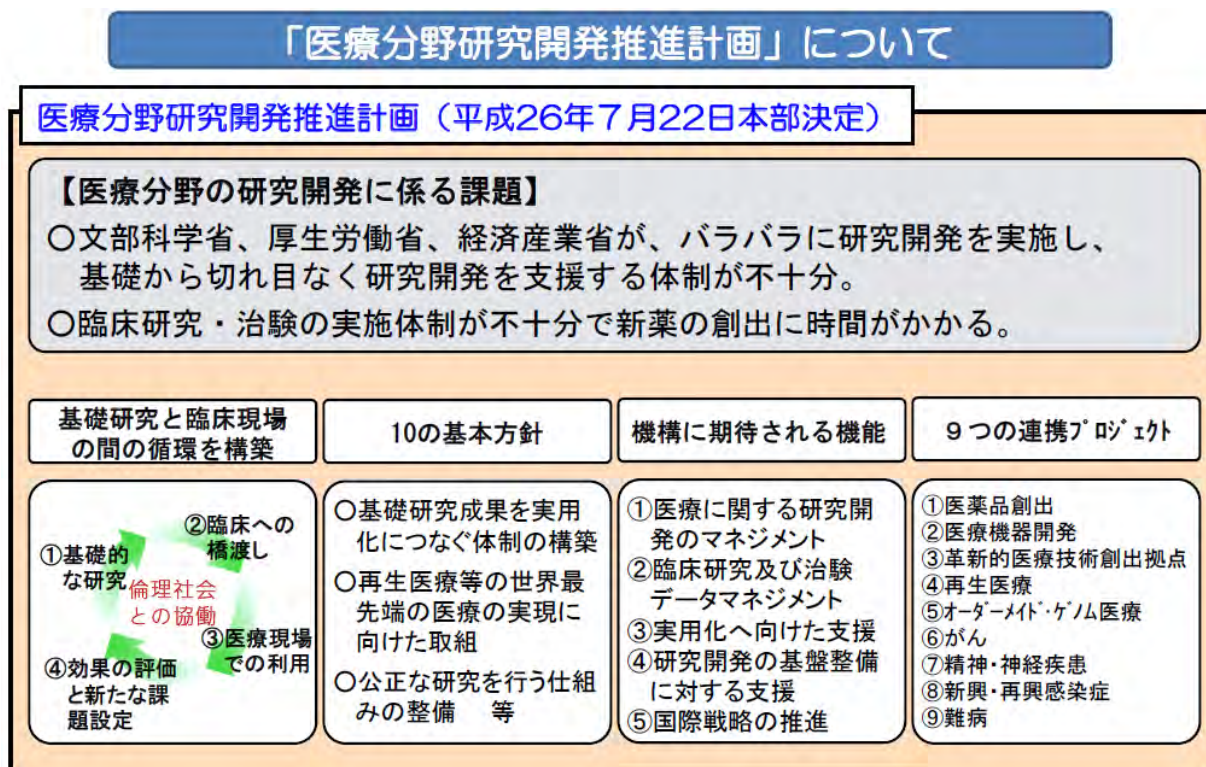 「医療分野研究開発推進計画」について
医療分野研究開発推進計画（平成26年７月22日本部決定）
【医療分野の研究開発に係る課題】
〇文部科学省、厚生労働省、経済産業省が、バラバラに研究開発を実施し、
基礎から切れ目なく研究開発を支援する体制が不十分。
〇臨床研究・治験の実施体制が不十分で新薬の創出に時間がかかる。
基礎研究と臨床現場
の間の循環を構築
①基礎的
な研究
②臨床への
橋渡し
倫理社会
との協働
③医療現場
での利用
④効果の評価
と新たな課
題設定
10の基本方針
〇基礎研究成果を実用
化につなぐ体制の構築
〇再生医療等の世界最
先端の医療の実現に
向けた取組
〇公正な研究を行う仕組
みの整備　等
機構に期待される機能
①医療に関する研究開
発のマネジメント
②臨床研究及び治験
データマネジメント
③実用化へ向けた支援
④研究開発の基盤整備
に対する支援
⑤国際戦略の推進
９つの連携ﾌﾟﾛｼﾞｪｸﾄ
①医薬品創出
②医療機器開発
③革新的医療技術創出拠点
④再生医療
⑤ｵｰﾀﾞｰﾒｲﾄﾞ･ｹﾞﾉﾑ医療
⑥がん
⑦精神･神経疾患
⑧新興･再興感染症
⑨難病